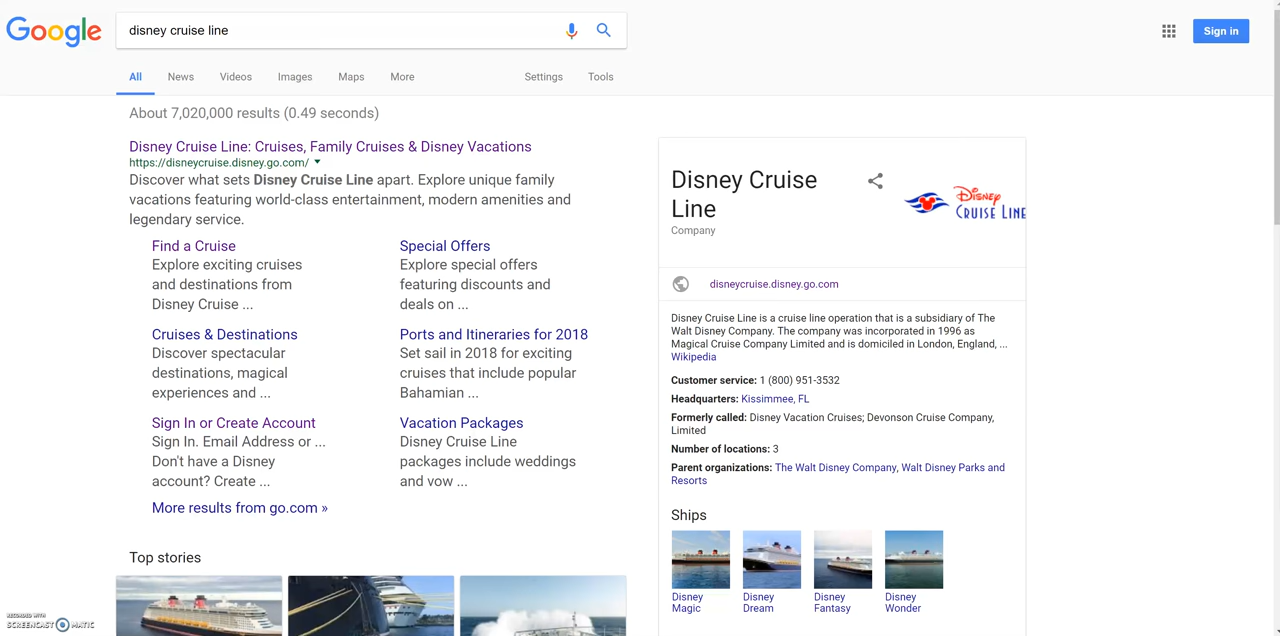 Google
disney cruise line
Sign in
All News Videos Images Maps More Settings Tools
About 7,020,000 results (0.49 seconds)
Disney Cruise Line: Cruises, Family Cruises & Disney Vacations
https://disneycruise.disney.go.com/
Discover what sets Disney Cruise Line apart. Explore unique family
vacations featuring world-class entertainment, modern amenities and
legendary service.
Find a Cruise
Explore exciting cruises
and destinations from
Disney Cruise ...
Special Offers
Explore special offers
featuring discounts and
deals on ...
Cruises & Destinations
Discover spectacular
destinations, magical
experiences and ...
Ports and Itineraries for 2018
Set sail in 2018 for exciting
cruises that include popular
Bahamian ...
Sign In or Create Account
Sign In. Email Address or ...
Don't have a Disney
account? Create ...
Vacation Packages
Disney Cruise Line
packages include weddings
and vow ...
More results from go.com »
Top stories
Disney Cruise
Line
Company
Disney
Cruise Line
disneycruise.disney.go.com
Disney Cruise Line is a cruise line operation that is a subsidiary of The
Walt Disney Company. The company was incorporated in 1996 as
Magical Cruise Company Limited and is domiciled in London, England, ...
Wikipedia
Customer service: 1 (800) 951-3532
Headquarters: Kissimmee, FL
Formerly called: Disney Vacation Cruises; Devonson Cruise Company,
Limited
Number of locations: 3
Parent organizations: The Walt Disney Company, Walt Disney Parks and
Resorts
Ships
Disney
Magic
Disney
Dream
Disney
Fantasy
Disney
Wonder
RECORDED WITH
SCREENCAST MATIC